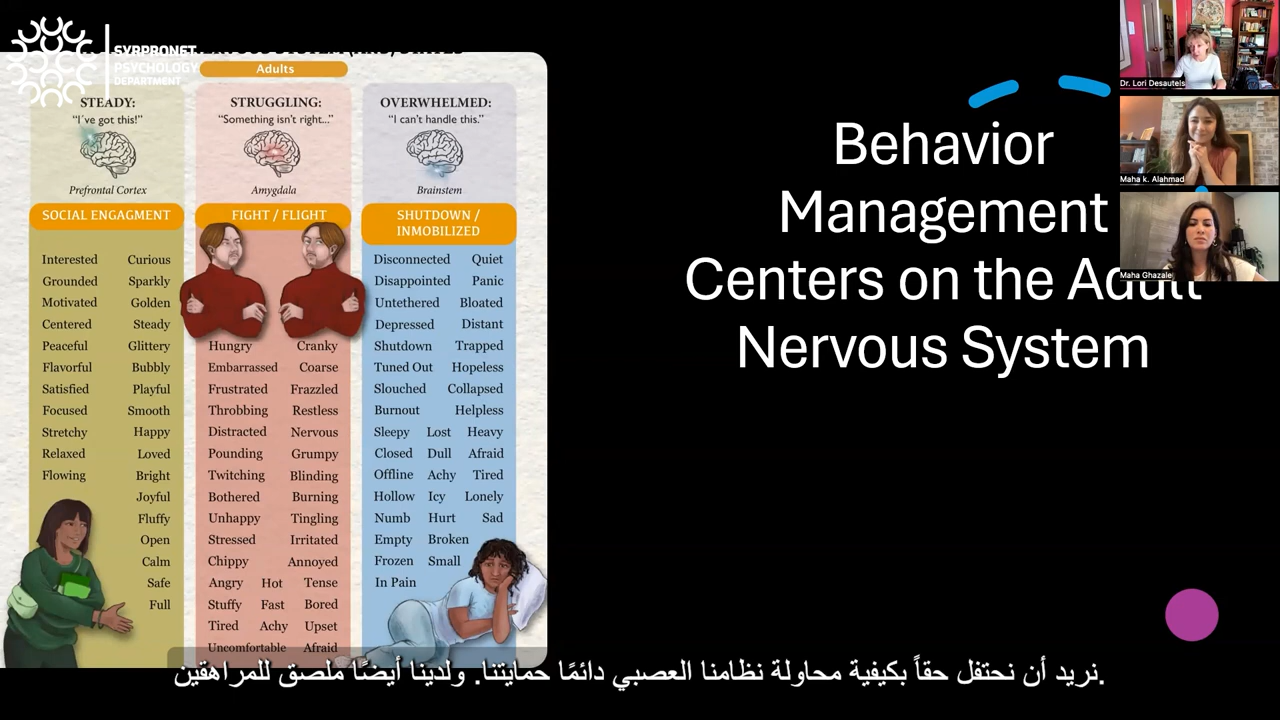 SYRPRONET
PSYCHOLOGY
DEPARTMENT
Adults
STEADY:
“I´ve got this!”
Prefrontal Cortex
SOCIAL ENGAGMENT
Interested Curious
Grounded Sparkly
Motivated Golden
Centered Steady
Peaceful Glittery
Flavorful Bubbly
Satisfied Playful
Focused Smooth
Stretchy Happy
Relaxed Loved
Flowing Bright
Joyful
Fluffy
Open
Calm
Safe
Full
STRUGGLING:
“Something isn’t right...”
Amygdala
FIGHT / FLIGHT
Hungry Cranky
Embarrassed Coarse
Frustrated Frazzled
Throbbing Restless
Distracted Nervous
Pounding Grumpy
Twitching Blinding
Bothered Burning
Unhappy Tingling
Stressed Irritated
Chippy Annoyed
Angry Hot Tense
Stuffy Fast Bored
Tired Achy Upset
Uncomfortable Afraid
OVERWHELMED:
“I can’t handle this.”
Brainstem
SHUTDOWN /
INMOBILIZED
Disconnected Quiet
Disappointed Panic
Untethered Bloated
Depressed Distant
Shutdown Trapped
Tuned Out Hopeless
Slouched Collapsed
Burnout Helpless
Sleepy Lost Heavy
Closed Dull Afraid
Offline Achy Tired
Hollow Icy Lonely
Numb Hurt Sad
Empty Broken
Frozen Small
In Pain
Behavior
Management
Centers on the Adult
Nervous System
Dr. Lori Desautels
Maha k. Alahmad
Maha Ghazale
نريد أن نحتفل حقاً بكيفية محاولة نظامنا العصبي دائمًا حمايتنا. ولدينا أيضًا ملصق للمراهقين.